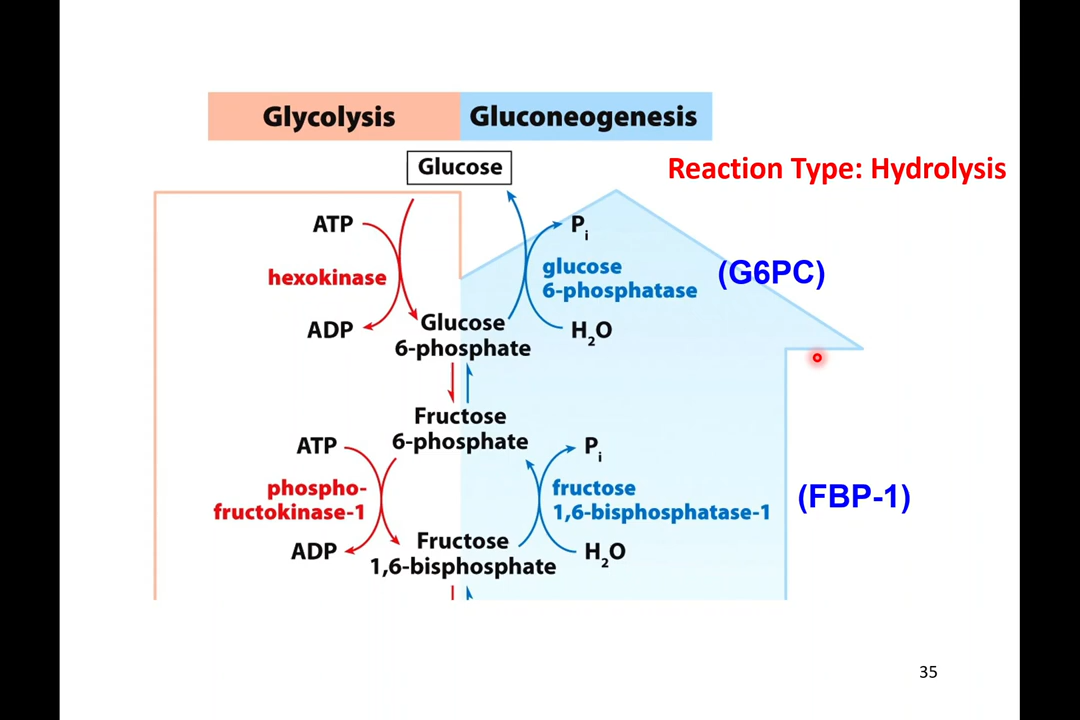 Glycolysis
Gluconeogenesis
Glucose
Reaction Type: Hydrolysis
ATP
hexokinase
ADP
Pi
glucose
6-phosphatase
H2O
(G6PC)
Glucose
6-phosphate
Fructose
6-phosphate
ATP
phospho-
fructokinase-1
ADP
Pi
fructose
1,6-bisphosphatase-1
H2O
(FBP-1)
Fructose
1,6-bisphosphate
35